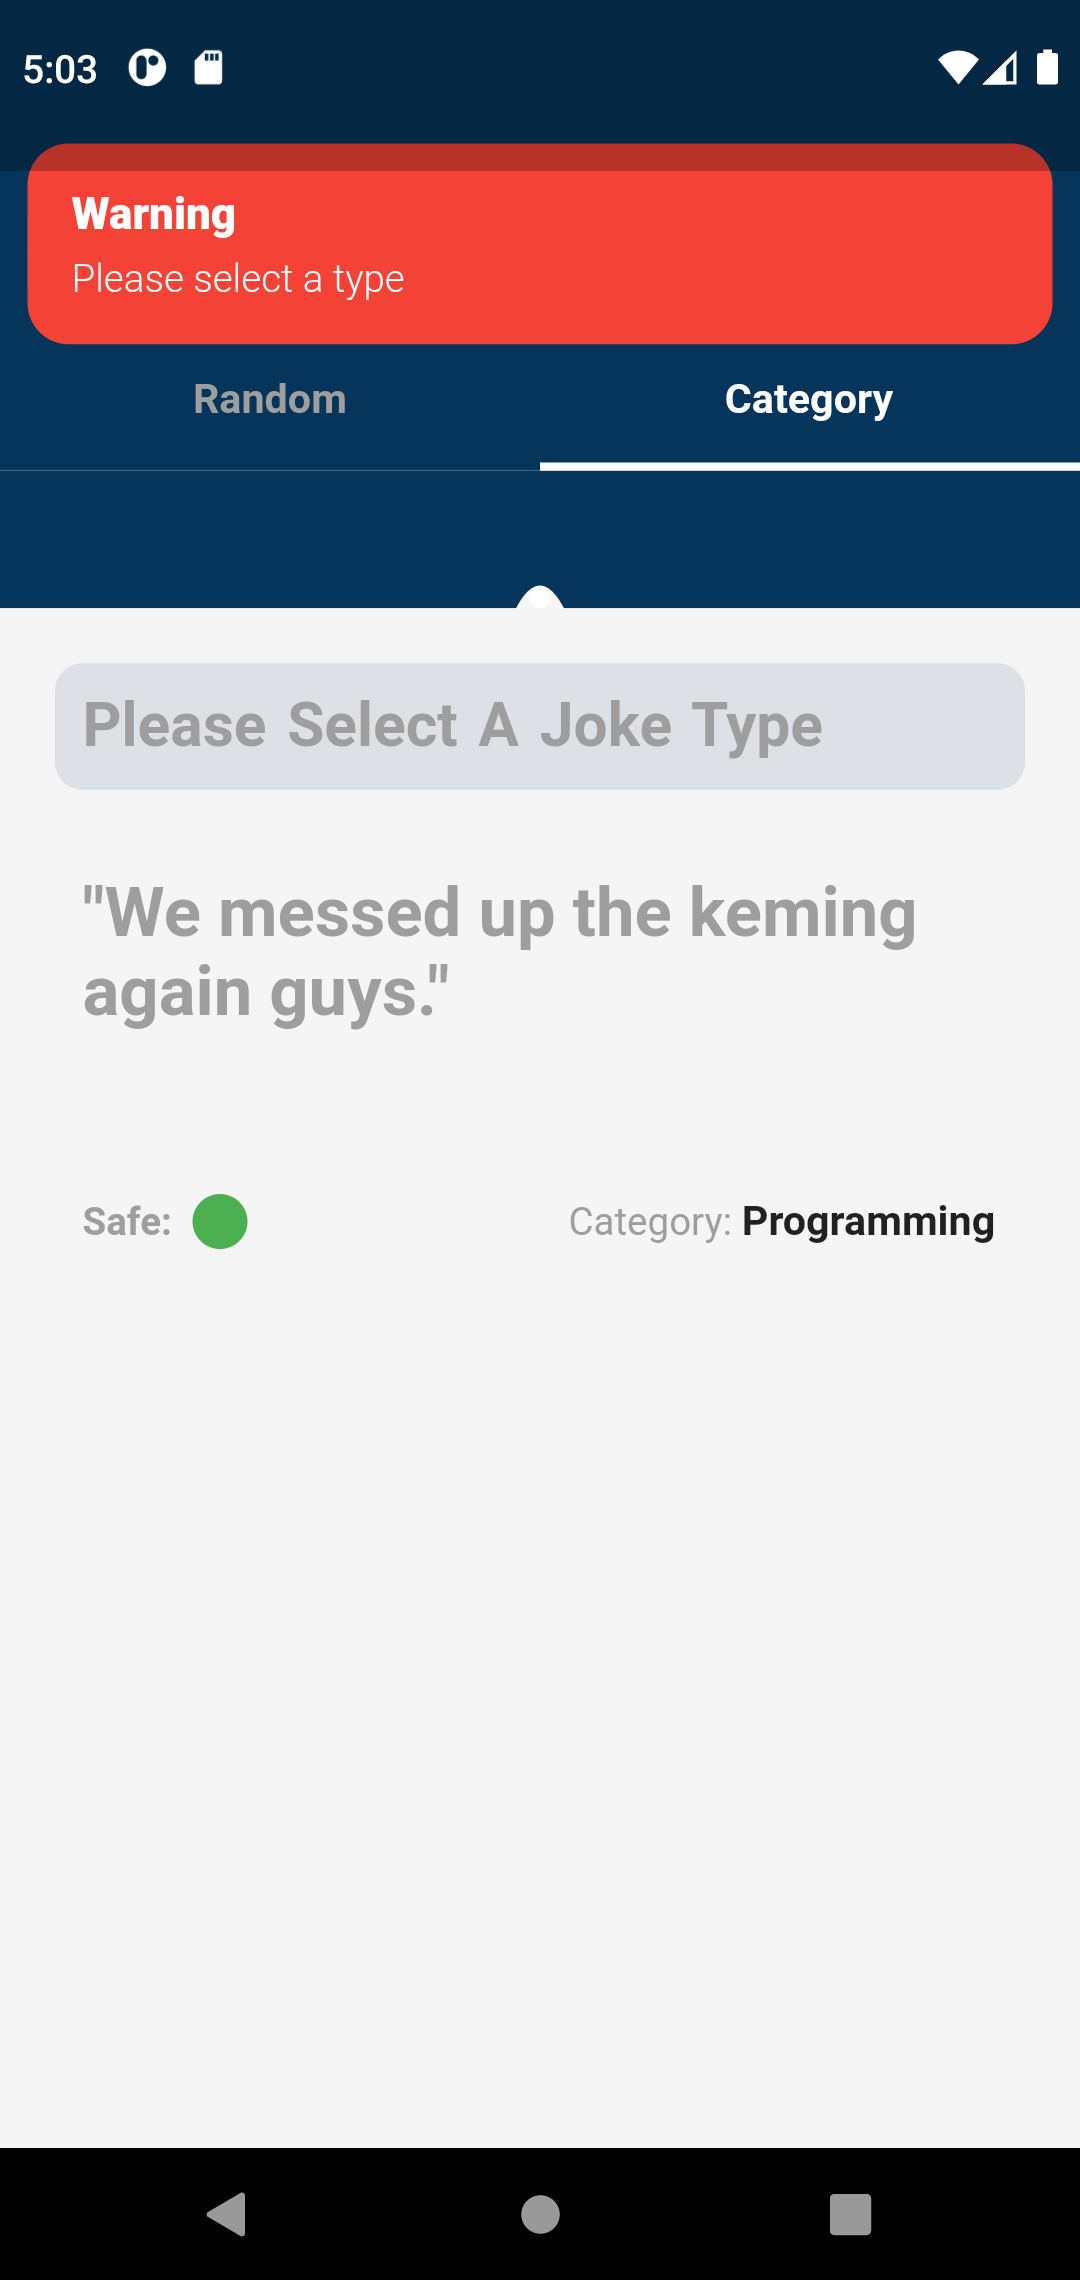 5:03
Warning
Please select a type
Random
Category
Please Select A Joke Type
"We messed up the keming
again guys."
Safe:
Category: Programming